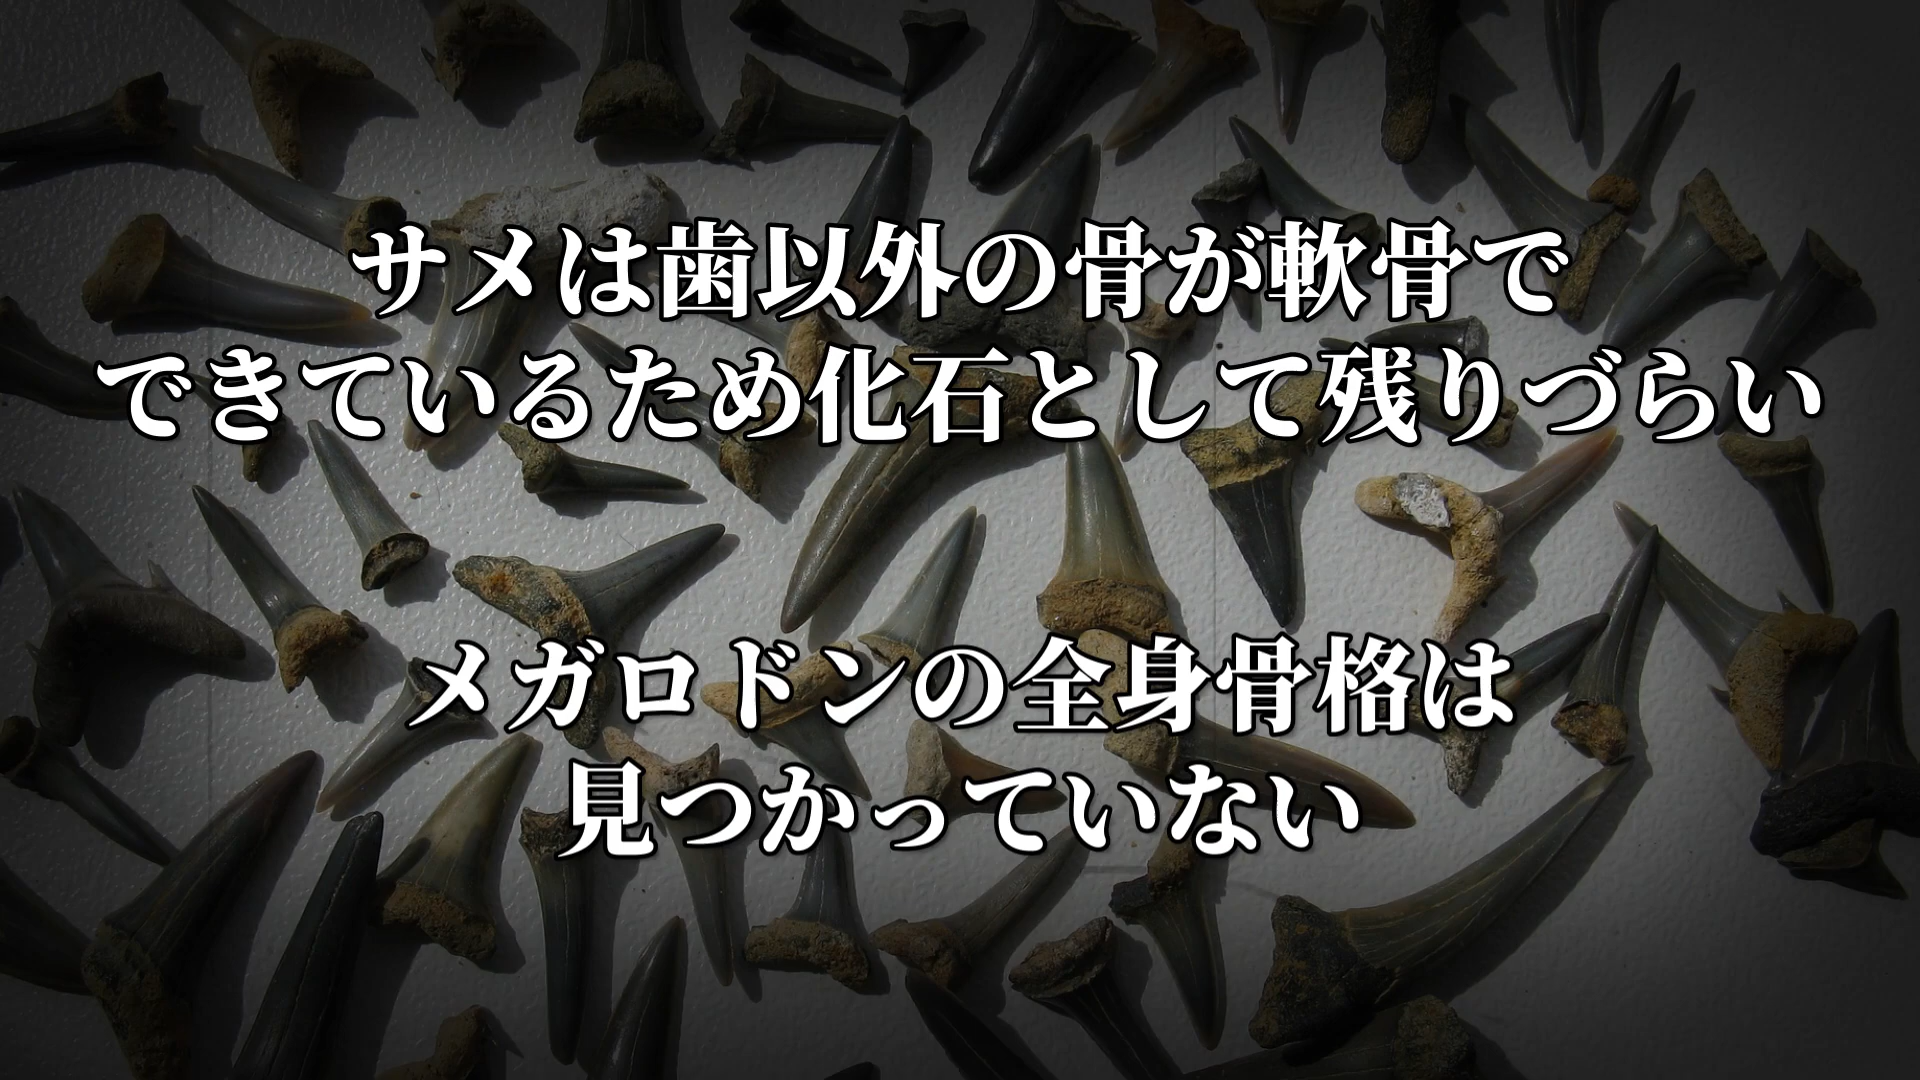 サメは歯以外の骨が軟骨で
できているため化石として残りづらい
メガロドンの全身骨格は
見つかっていない